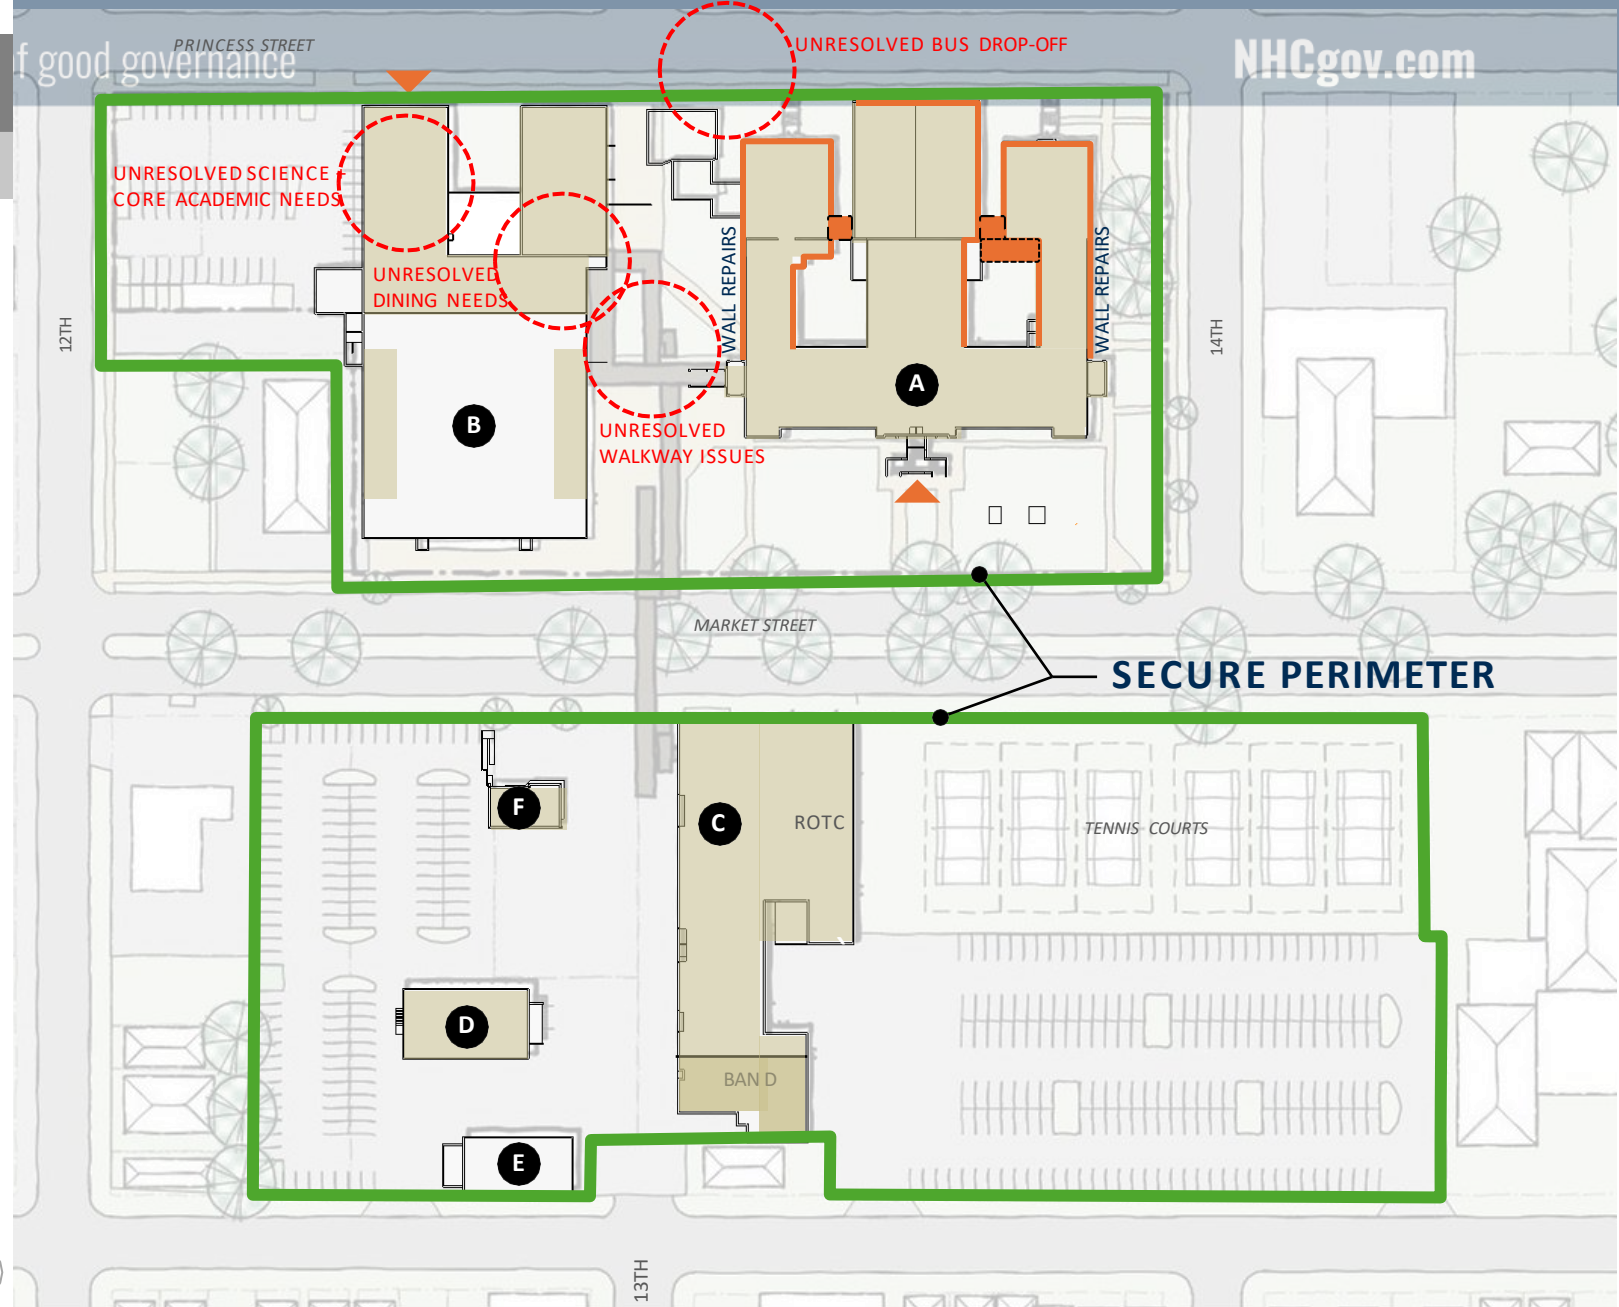 PRINCESS STREET
f good governance
NHCgov.com
UNRESOLVED BUS DROP-OFF
UNRESOLVED SCIENCE +
CORE ACADEMIC NEEDS
UNRESOLVED
DINING NEEDS
WALL REPAIRS
WALL REPAIRS
12TH
14TH
A
B
UNRESOLVED
WALKWAY ISSUES
MARKET STREET
SECURE PERIMETER
F
C
ROTC
TENNIS COURTS
D
BAND
E
13TH